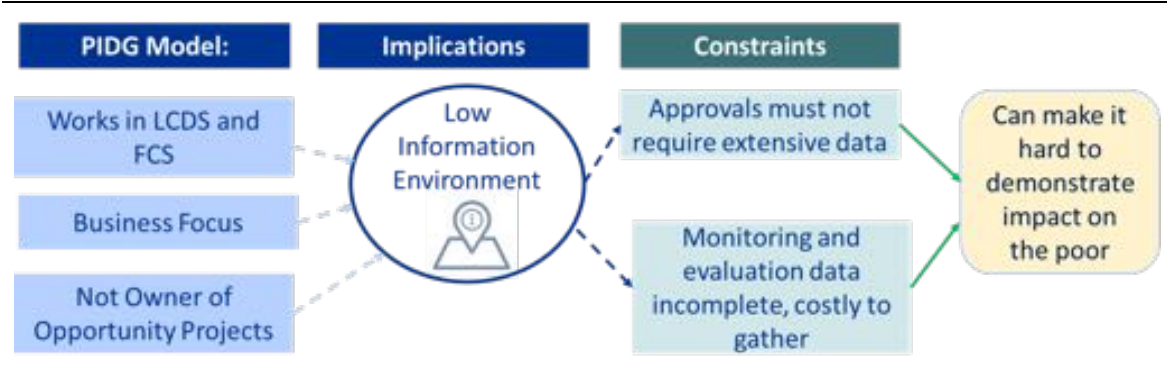 PIDG Model:
Implications
Constraints
Works in LCDS and
FCS
Business Focus
Not Owner of
Opportunity Projects
Low
Information
Environment
Approvals must not
require extensive data
Monitoring and
evaluation data
incomplete, costly to
gather
Can make it
hard to
demonstrate
impact on
the poor